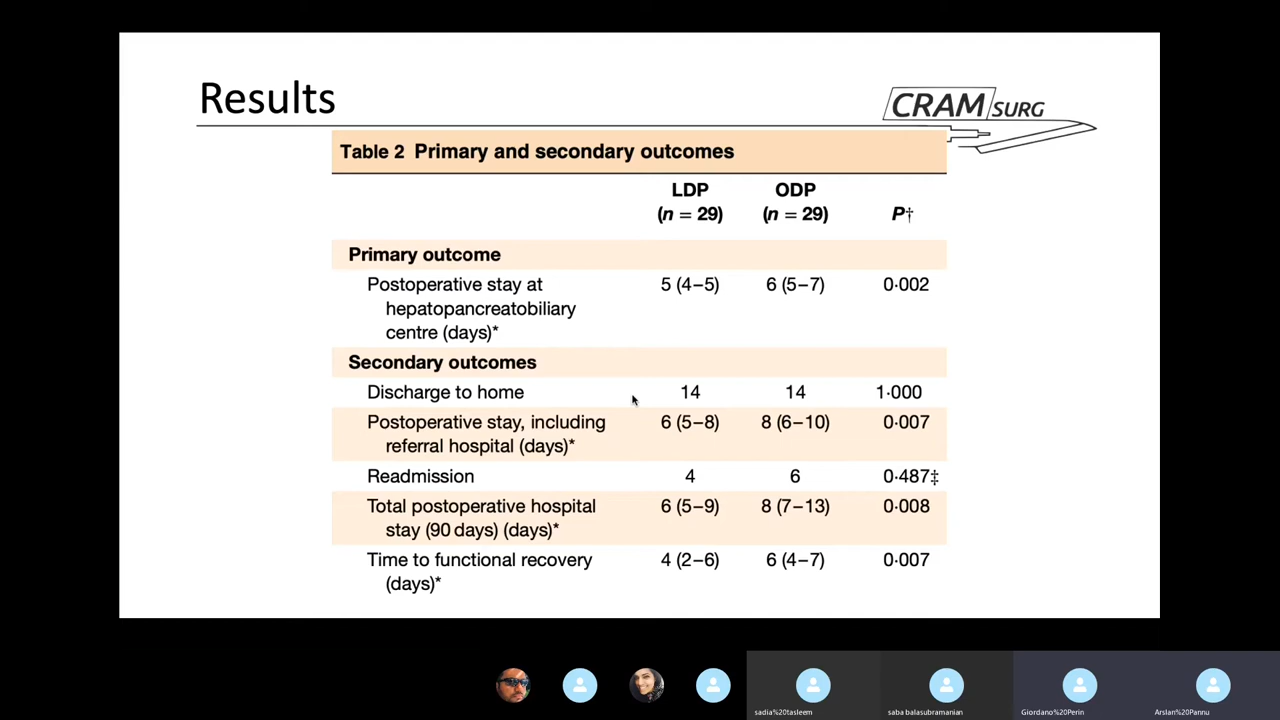 Results
CRAM SURG
Table 2 Primary and secondary outcomes
LDP ODP
(n = 29) (n = 29) P†
Primary outcome
Postoperative stay at 5 (4–5) 6 (5–7) 0·002
hepatopancreatobiliary
centre (days)*
Secondary outcomes
Discharge to home 14 14 1·000
Postoperative stay, including 6 (5–8) 8 (6–10) 0·007
referral hospital (days)*
Readmission 4 6 0·487‡
Total postoperative hospital 6 (5–9) 8 (7–13) 0·008
stay (90 days) (days)*
Time to functional recovery 4 (2–6) 6 (4–7) 0·007
(days)*
sadia%20tasleem saba balasubramanian Giordano%20Perin Arslan%20Pannu